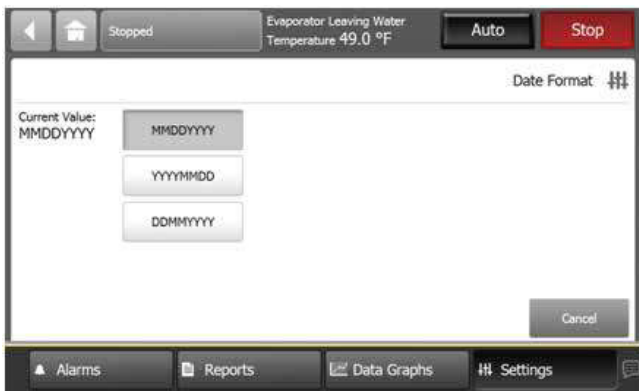 Stopped
Evaporator Leaving Water
Temperature 49.0 °F
Auto
Stop
Date Format
Current Value:
MMDDYYYY
MMDDYYYY
YYYYMMDD
DDMMYYYY
Cancel
Alarms
Reports
Data Graphs
Settings